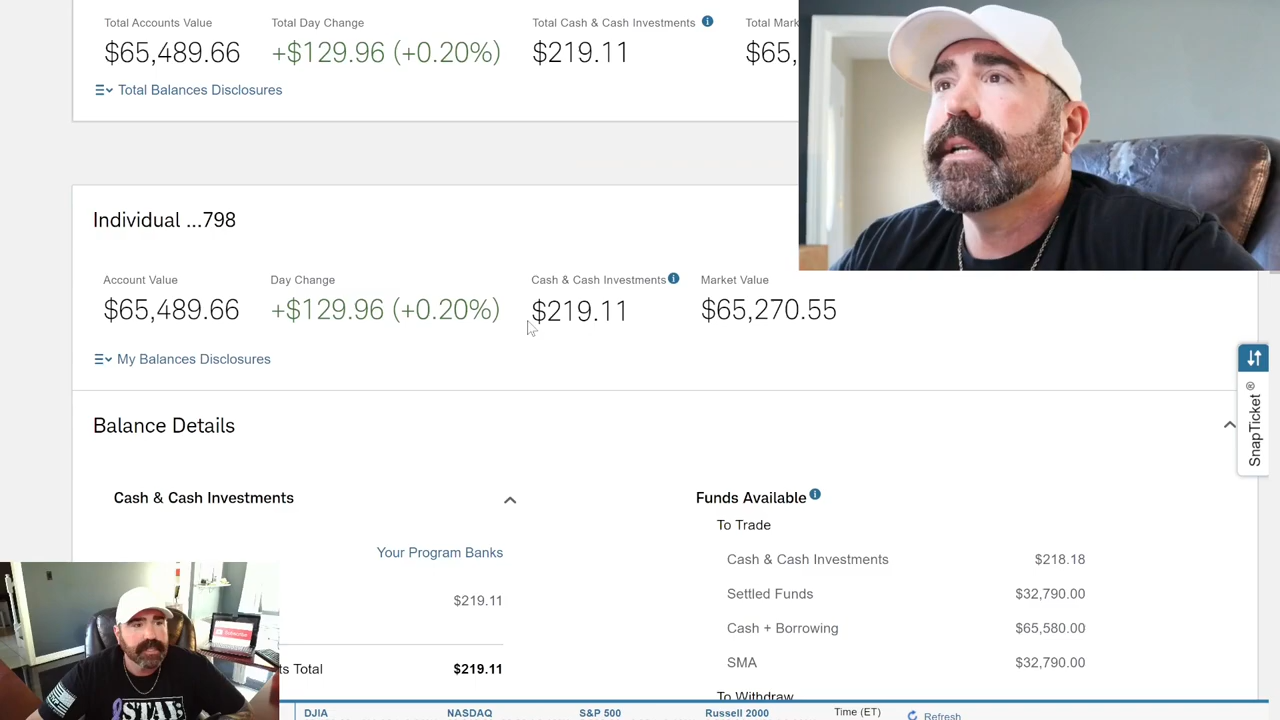 Total Accounts Value Total Day Change Total Cash & Cash Investments Total Mark
$65,489.66 +$129.96 (+0.20%) $219.11 $65,
Total Balances Disclosures
Individual ...798
Account Value Day Change Cash & Cash Investments Market Value
$65,489.66 +$129.96 (+0.20%) $219.11 $65,270.55
My Balances Disclosures
SnapTicket®
Balance Details
Cash & Cash Investments Funds Available
To Trade
Your Program Banks Cash & Cash Investments $218.18
$219.11 Settled Funds $32,790.00
Cash + Borrowing $65,580.00
ts Total $219.11 SMA $32,790.00
To Withdraw
DJIA NASDAQ S&P 500 Russell 2000 Time (ET) Refresh